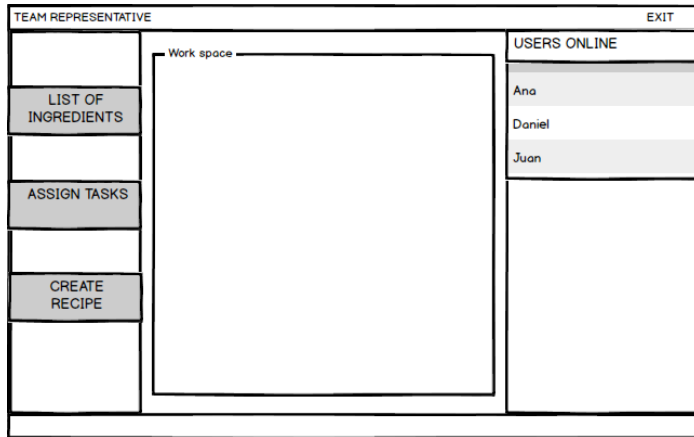 TEAM REPRESENTATIVE EXIT
LIST OF
INGREDIENTS
ASSIGN TASKS
CREATE
RECIPE
Work space
USERS ONLINE
Ana
Daniel
Juan